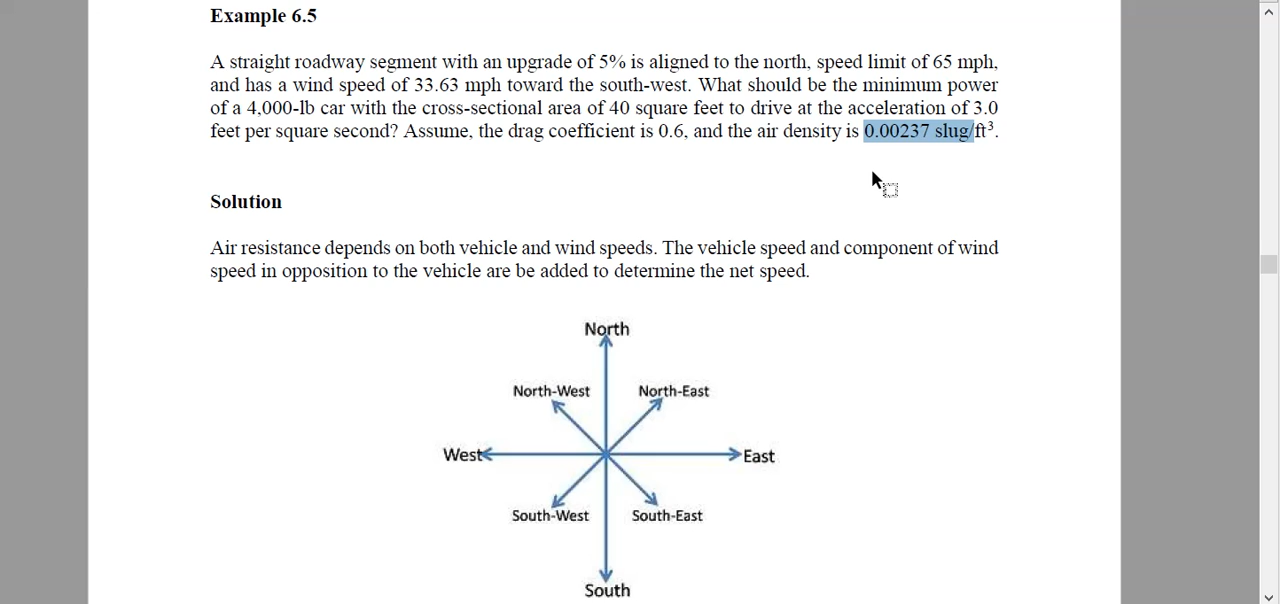 Example 6.5
A straight roadway segment with an upgrade of 5% is aligned to the north, speed limit of 65 mph,
and has a wind speed of 33.63 mph toward the south-west. What should be the minimum power
of a 4,000-lb car with the cross-sectional area of 40 square feet to drive at the acceleration of 3.0
feet per square second? Assume, the drag coefficient is 0.6, and the air density is 0.00237 slug/ft³.
Solution
Air resistance depends on both vehicle and wind speeds. The vehicle speed and component of wind
speed in opposition to the vehicle are be added to determine the net speed.
North
North-West North-East
West East
South-West South-East
South